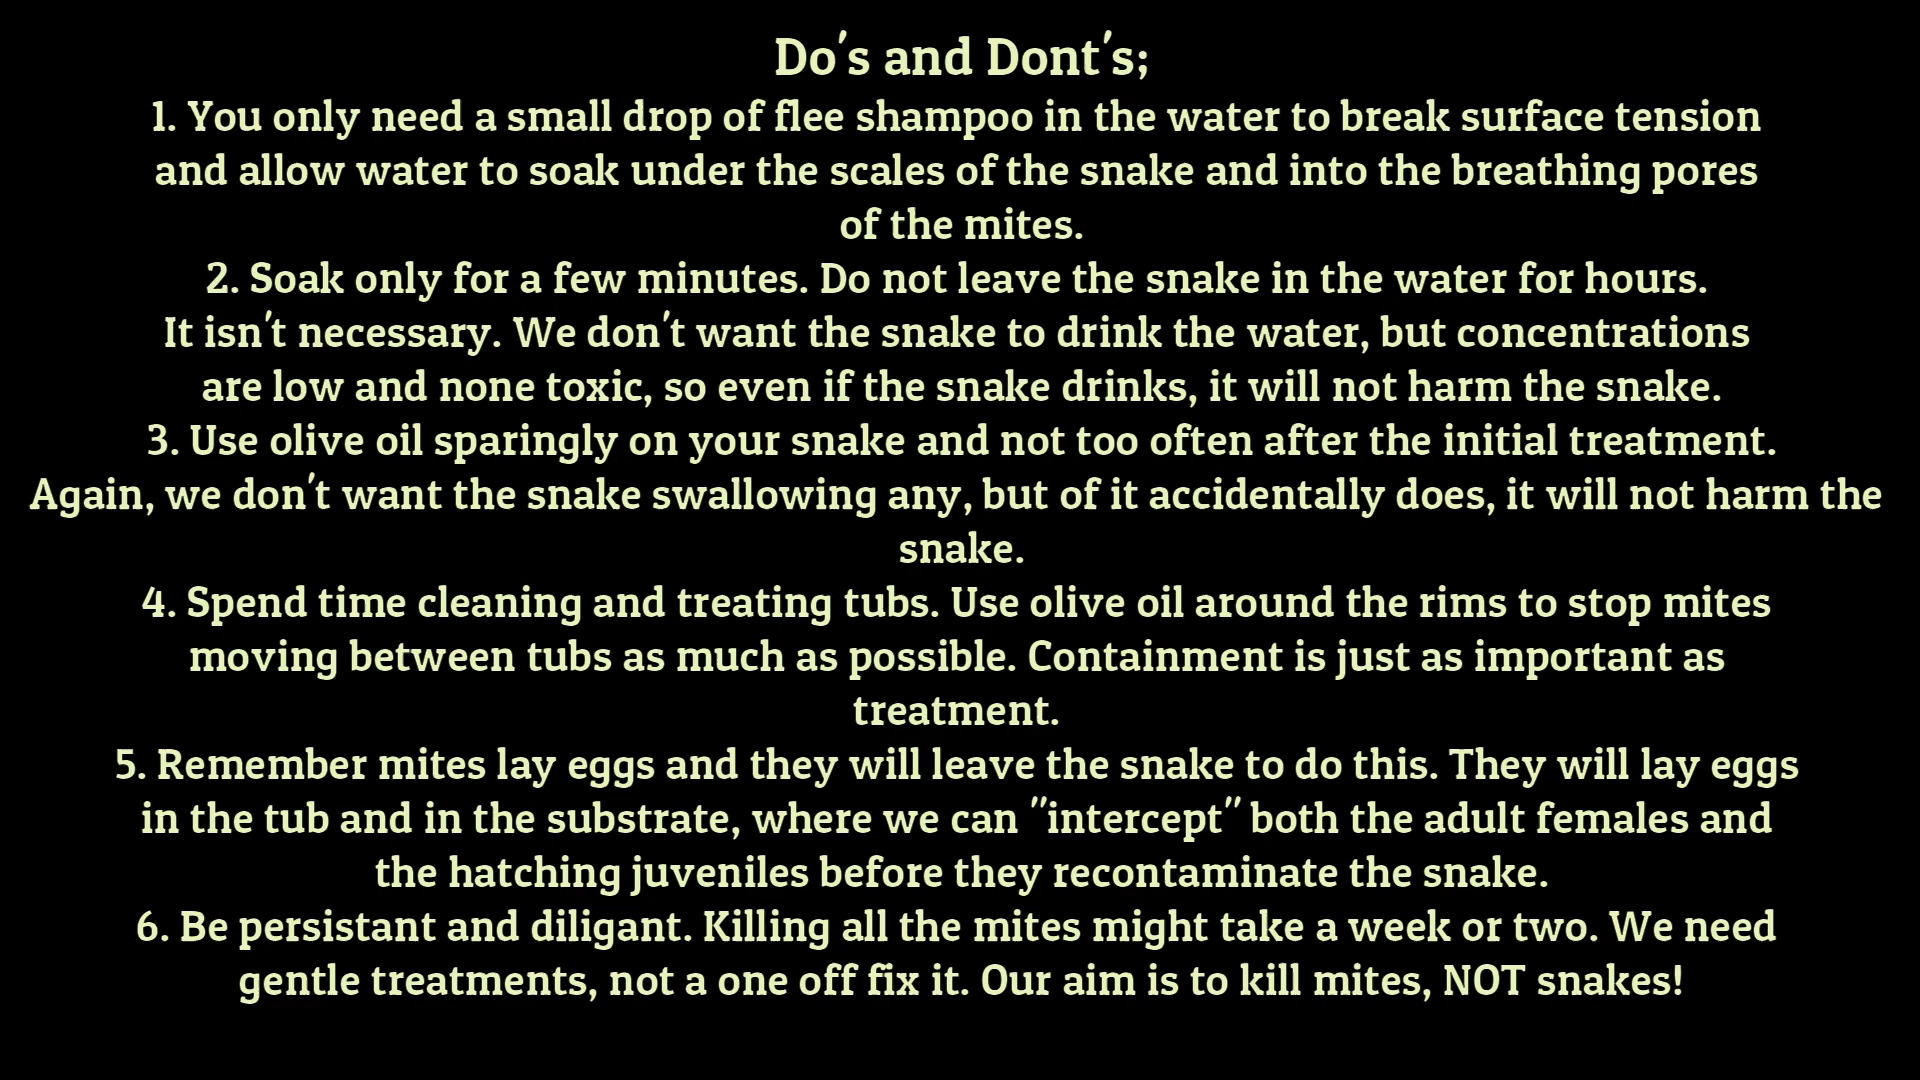 Do's and Dont's;
1. You only need a small drop of flee shampoo in the water to break surface tension
and allow water to soak under the scales of the snake and into the breathing pores
of the mites.
2. Soak only for a few minutes. Do not leave the snake in the water for hours.
It isn't necessary. We don't want the snake to drink the water, but concentrations
are low and none toxic, so even if the snake drinks, it will not harm the snake.
3. Use olive oil sparingly on your snake and not too often after the initial treatment.
Again, we don't want the snake swallowing any, but of it accidentally does, it will not harm the
snake.
4. Spend time cleaning and treating tubs. Use olive oil around the rims to stop mites
moving between tubs as much as possible. Containment is just as important as
treatment.
5. Remember mites lay eggs and they will leave the snake to do this. They will lay eggs
in the tub and in the substrate, where we can "intercept" both the adult females and
the hatching juveniles before they recontaminate the snake.
6. Be persistant and diligant. Killing all the mites might take a week or two. We need
gentle treatments, not a one off fix it. Our aim is to kill mites, NOT snakes!